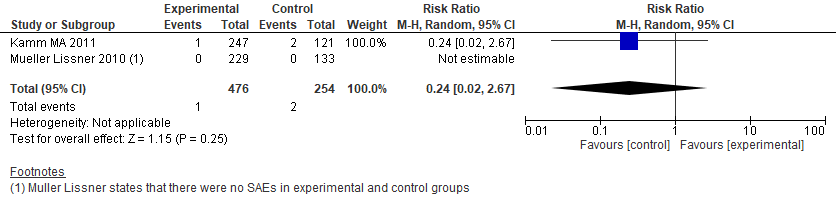 Experimental Control Risk Ratio Risk Ratio
Study or Subgroup Events Total Events Total Weight M-H, Random, 95% CI M-H, Random, 95% CI
Kamm MA 2011 1 247 2 121 100.0% 0.24 [0.02, 2.67]
Mueller Lissner 2010 (1) 0 229 0 133 Not estimable
Total (95% CI) 476 254 100.0% 0.24 [0.02, 2.67]
Total events 1 2
Heterogeneity: Not applicable
Test for overall effect: Z = 1.15 (P = 0.25)
0.01 0.1 1 10 100
Favours [control] Favours [experimental]
Footnotes
(1) Muller Lissner states that there were no SAEs in experimental and control groups